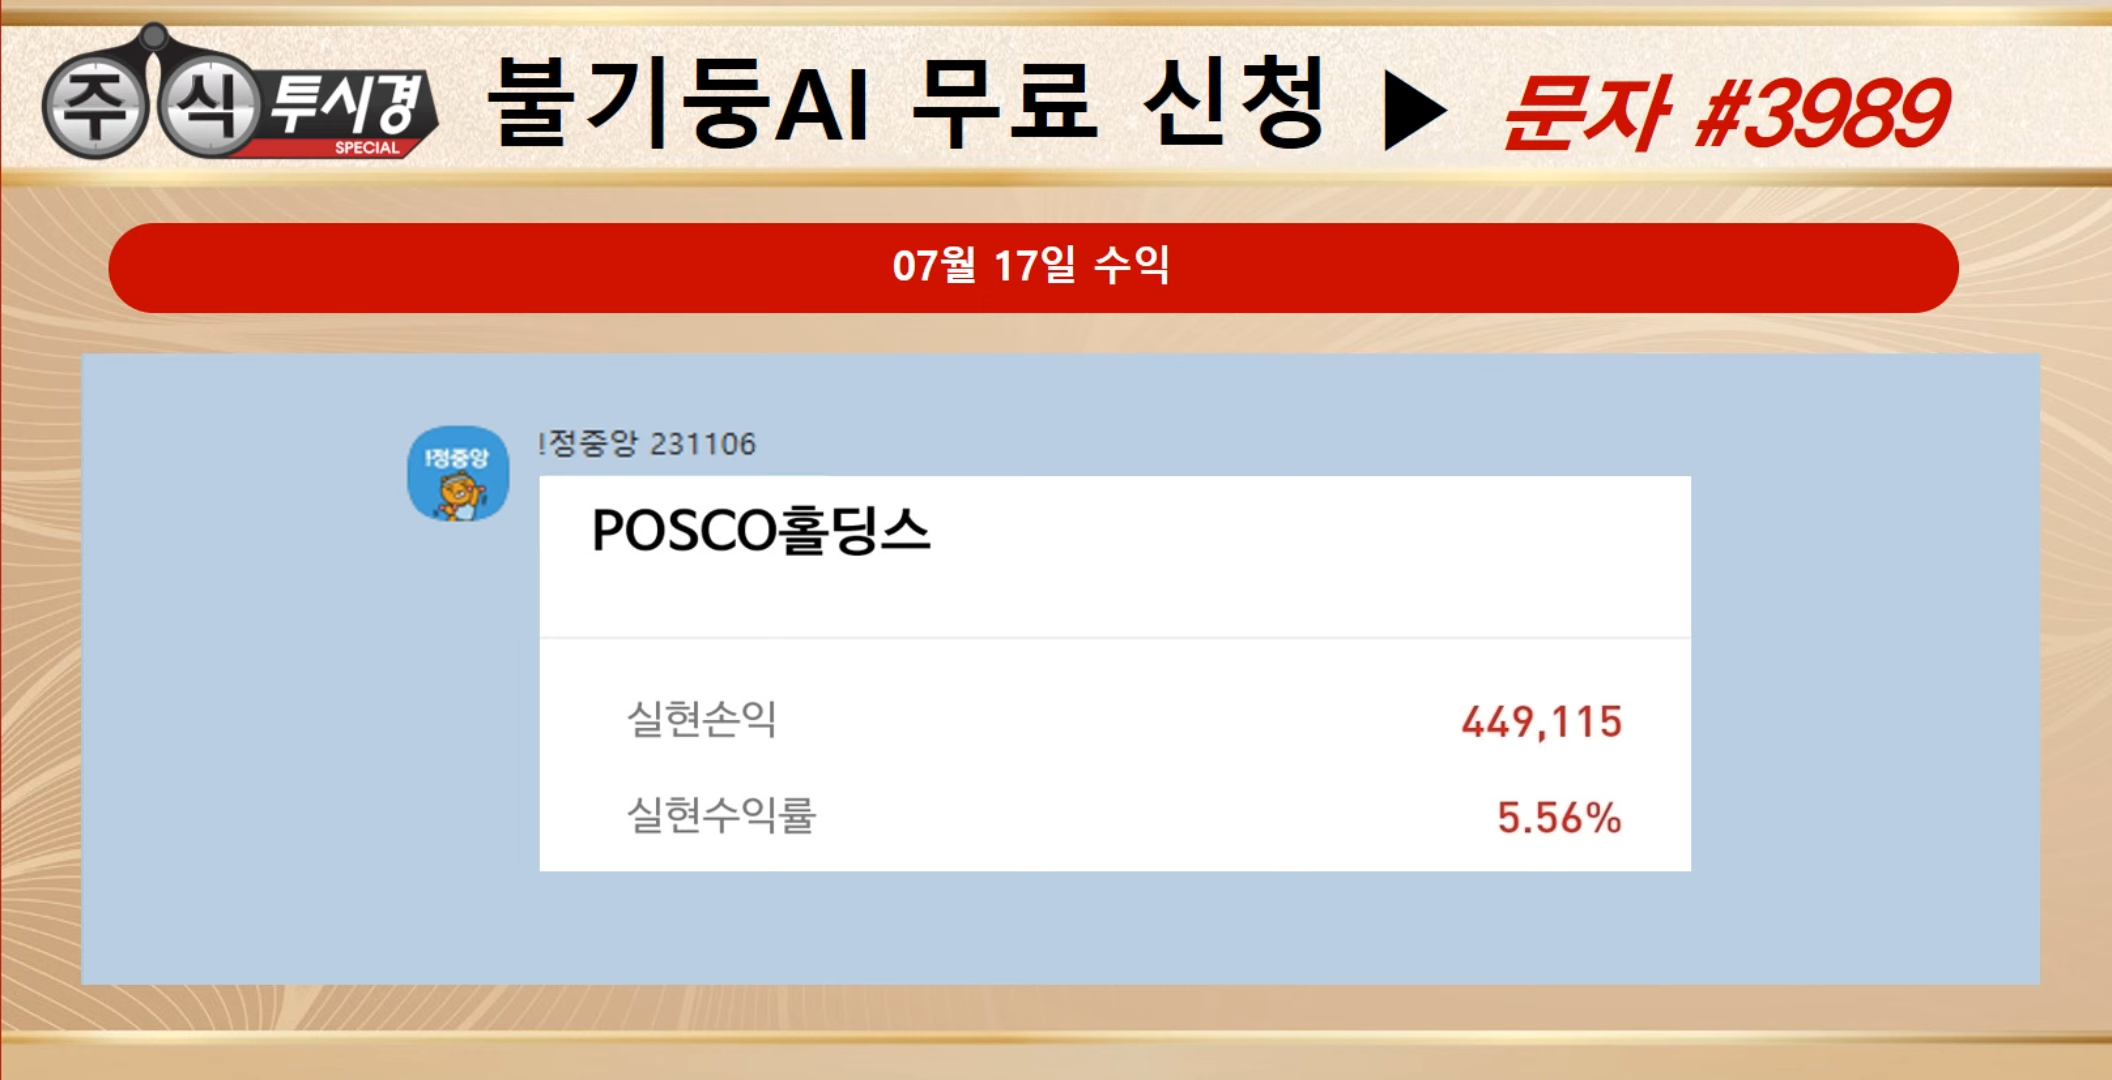 주식투시경
SPECIAL
불기둥AI 무료 신청 ▶ 문자 #3989
07월 17일 수익
!정중앙
!정중앙 231106
POSCO홀딩스
실현손익 449,115
실현수익률 5.56%